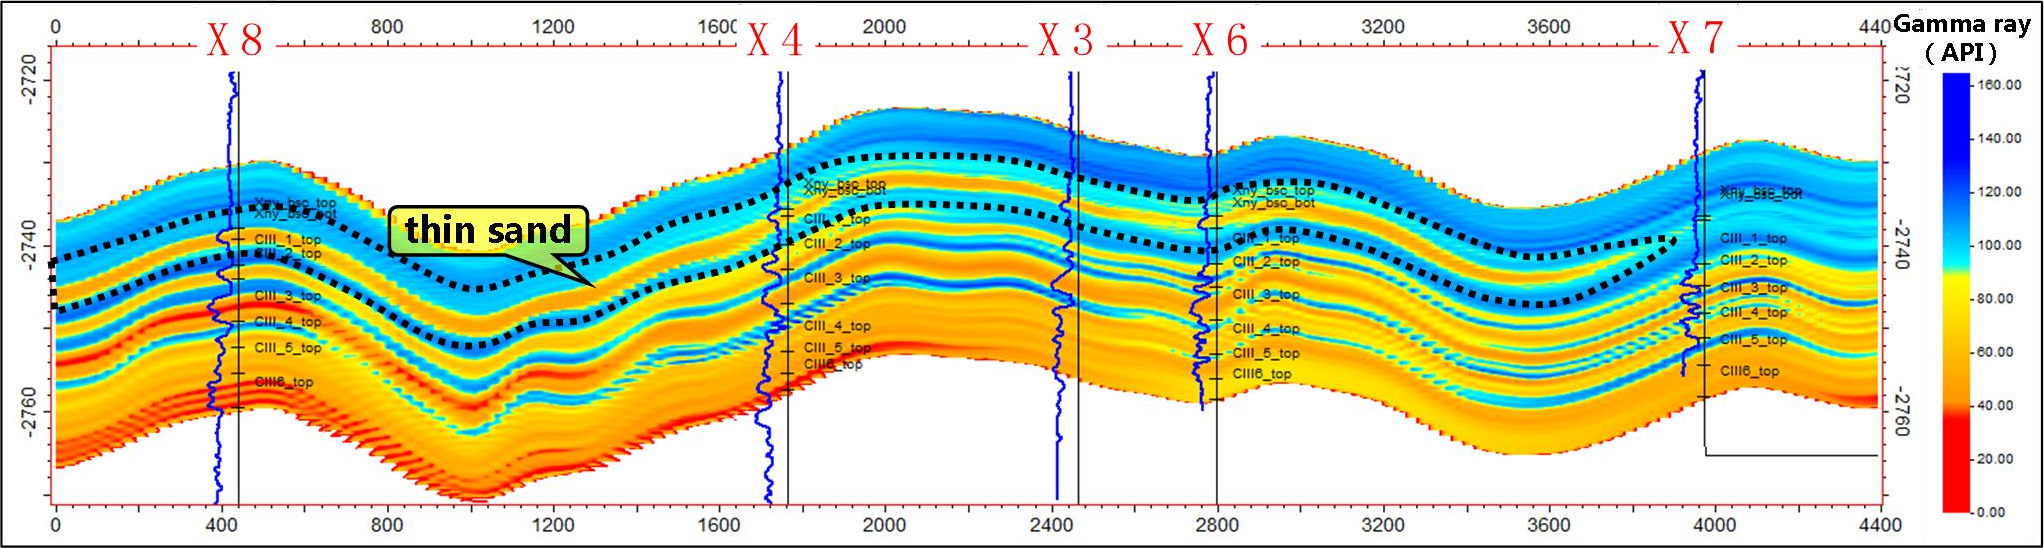 0 800 1200 1600 2000 3200 3600 440
X8 X4 X3 X6 X7
Gamma ray
(API)
-2720
-2740
-2760
720
-2740
-2760
160.00
140.00
120.00
100.00
80.00
60.00
40.00
20.00
0.00
thin sand
Xny_bsc_top
Xny_bsc_bot
CIII_1_top
CIII_2_top
CIII_3_top
CIII_4_top
CIII_5_top
CIII6_top
Xny_bsc_top
Xny_bsc_bot
CIII_2_top
CIII_3_top
CIII_4_top
CIII_5_top
CIII6_top
Xny_bsc_top
Xny_bsc_bot
CIII_1_top
CIII_2_top
CIII_3_top
CIII_4_top
CIII_5_top
CIII6_top
Xny_bsc_top
Xny_bsc_bot
CIII_1_top
CIII_2_top
CIII_3_top
CIII_4_top
CIII_5_top
CIII6_top
0 400 800 1200 1600 2000 2400 2800 3200 3600 4000 4400